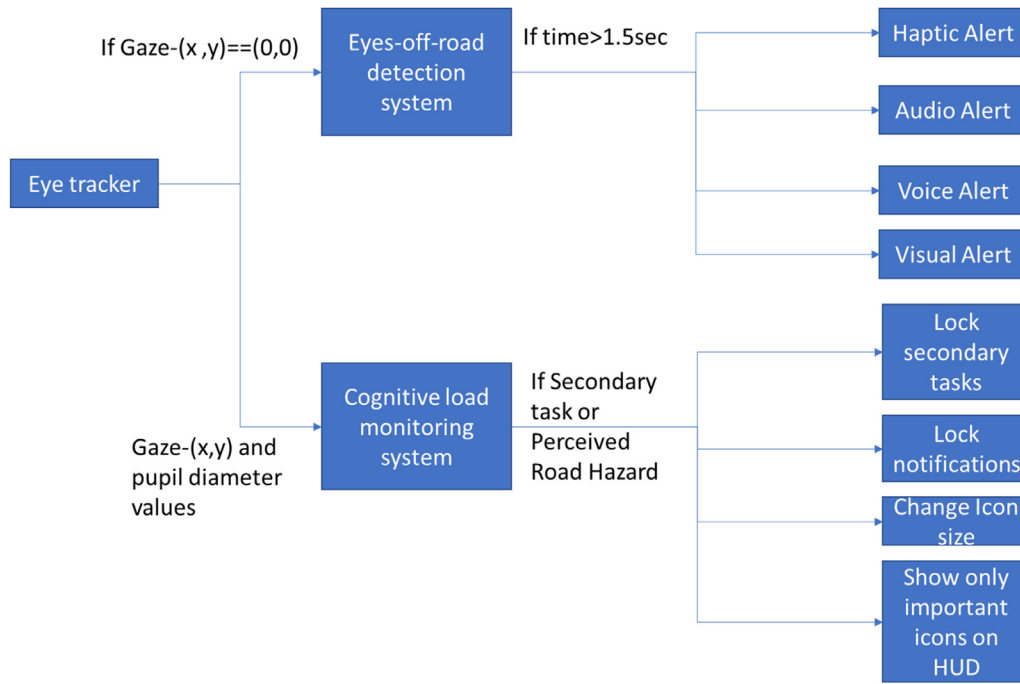 If Gaze-(x ,y)==(0,0)
Eyes-off-road
detection
system
If time>1.5sec
Haptic Alert
Audio Alert
Eye tracker
Voice Alert
Visual Alert
Lock
secondary
tasks
Cognitive load
monitoring
system
If Secondary
task or
Perceived
Road Hazard
Gaze-(x,y) and
pupil diameter
values
Lock
notifications
Change Icon
size
Show only
important
icons on
HUD